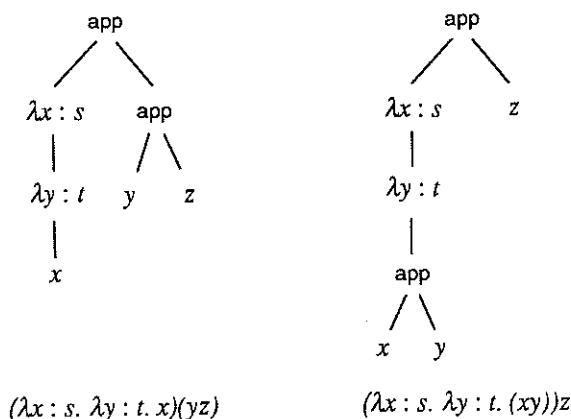 app app
λx : s app λx : s z
λy : t y z λy : t
x app
x y
(λx : s. λy : t. x)(yz) (λx : s. λy : t. (xy))z